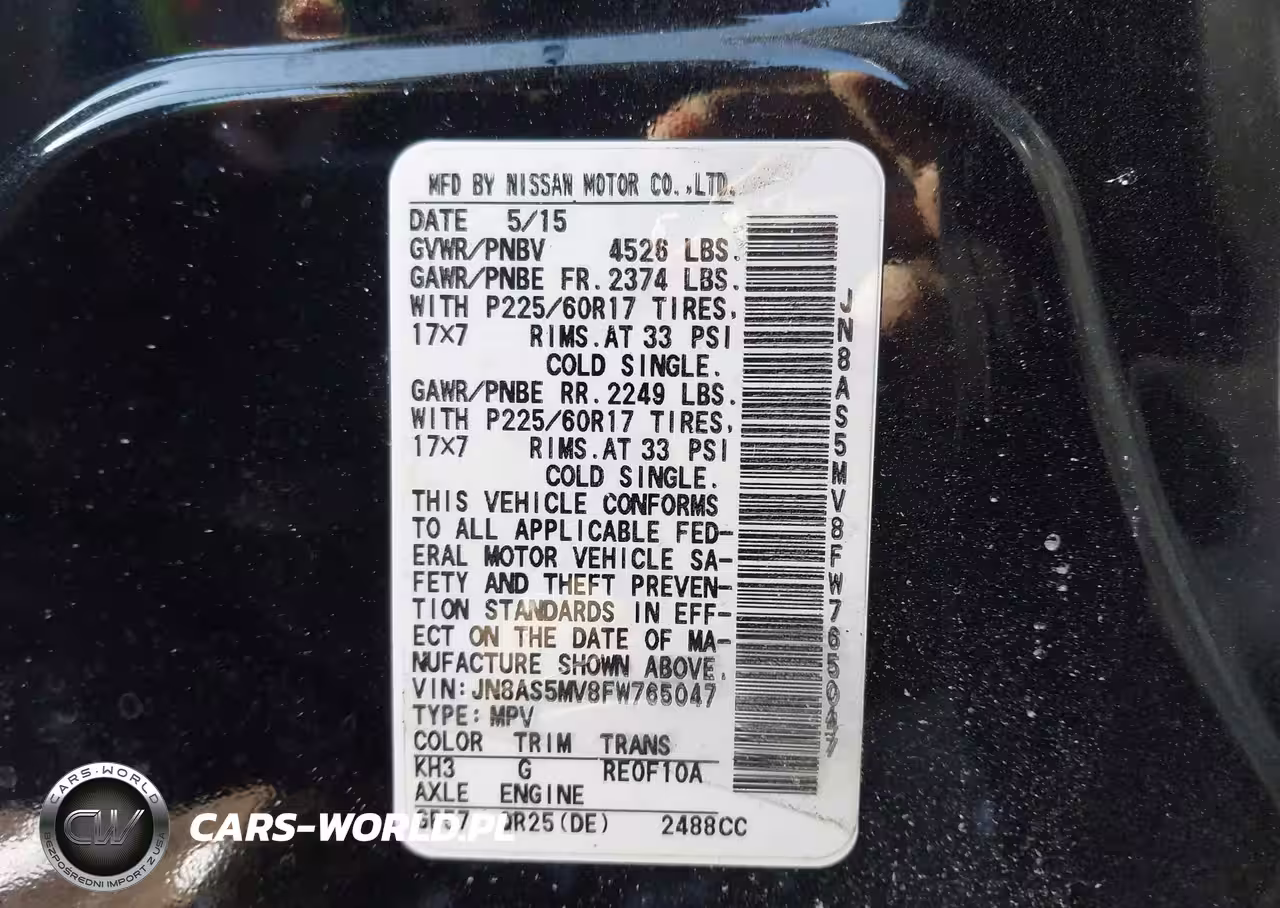 MFD BY NISSAN MOTOR CO.,LTD.
DATE 5/15
GVWR/PNBV 4526 LBS.
GAWR/PNBE FR.2374 LBS.
WITH P225/60R17 TIRES,
17X7 RIMS.AT 33 PSI
COLD SINGLE.
GAWR/PNBE RR.2249 LBS.
WITH P225/60R17 TIRES,
17X7 RIMS.AT 33 PSI
COLD SINGLE.
THIS VEHICLE CONFORMS
TO ALL APPLICABLE FED-
ERAL MOTOR VEHICLE SA-
FETY AND THEFT PREVEN-
TION STANDARDS IN EFF-
ECT ON THE DATE OF MA-
NUFACTURE SHOWN ABOVE.
VIN:JN8AS5MV8FW765047
TYPE:MPV
COLOR TRIM TRANS
KH3 G RE0F10A
AXLE ENGINE
QR25(DE) 2488CC
JN8AS5MV8FW765047
CARS-WORLD
CW
BEZPOŚREDNI IMPORT Z USA
CARS-WORLD.PL